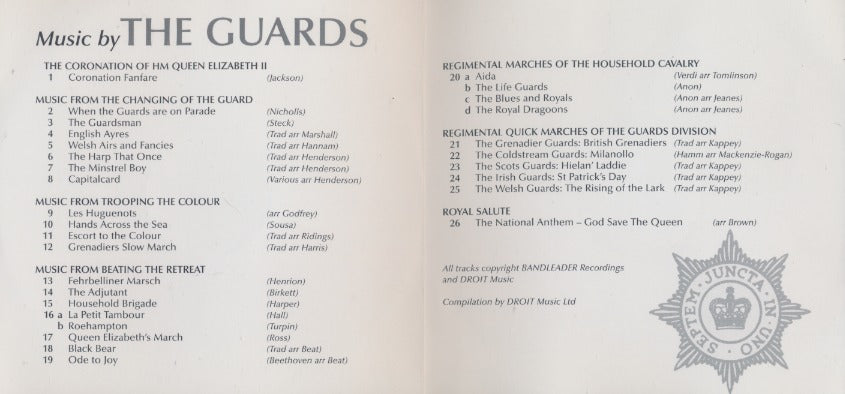 Music by THE GUARDS
THE CORONATION OF HM QUEEN ELIZABETH II
1 Coronation Fanfare (Jackson)
MUSIC FROM THE CHANGING OF THE GUARD
2 When the Guards are on Parade (Nicholls)
3 The Guardsman (Steck)
4 English Ayres (Trad arr Marshall)
5 Welsh Airs and Fancies (Trad arr Hannam)
6 The Harp That Once (Trad arr Henderson)
7 The Minstrel Boy (Trad arr Henderson)
8 Capitalcard (Various arr Henderson)
MUSIC FROM TROOPING THE COLOUR
9 Les Huguenots (arr Godfrey)
10 Hands Across the Sea (Sousa)
11 Escort to the Colour (Trad arr Ridings)
12 Grenadiers Slow March (Trad arr Harris)
MUSIC FROM BEATING THE RETREAT
13 Fehrbelliner Marsch (Henrion)
14 The Adjutant (Birkett)
15 Household Brigade (Harper)
16 a La Petit Tambour (Hall)
b Roehampton (Turpin)
17 Queen Elizabeth's March (Ross)
18 Black Bear (Trad arr Beat)
19 Ode to Joy (Beethoven arr Beat)
REGIMENTAL MARCHES OF THE HOUSEHOLD CAVALRY
20 a Aida (Verdi arr Tomlinson)
b The Life Guards (Anon)
c The Blues and Royals (Anon arr Jeanes)
d The Royal Dragoons (Anon arr Jeanes)
REGIMENTAL QUICK MARCHES OF THE GUARDS DIVISION
21 The Grenadier Guards: British Grenadiers (Trad arr Kappey)
22 The Coldstream Guards: Milanollo (Hamm arr Mackenzie-Rogan)
23 The Scots Guards: Hielan' Laddie (Trad arr Kappey)
24 The Irish Guards: St Patrick's Day (Trad arr Kappey)
25 The Welsh Guards: The Rising of the Lark (Trad arr Kappey)
ROYAL SALUTE
26 The National Anthem – God Save The Queen (arr Brown)
All tracks copyright BANDLEADER Recordings
and DROIT Music
Compilation by DROIT Music Ltd
SEPTEM · JUNCTA · IN · UNO